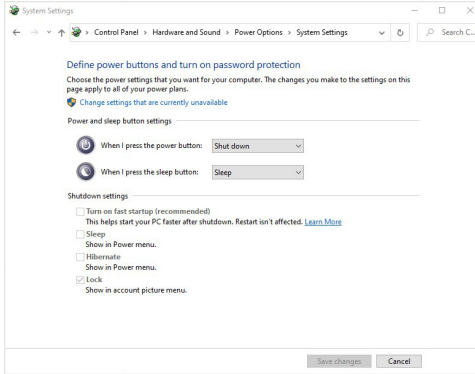 System Settings
Control Panel > Hardware and Sound > Power Options > System Settings
Search C...
Define power buttons and turn on password protection
Choose the power settings that you want for your computer. The changes you make to the settings on this
page apply to all of your power plans.
Change settings that are currently unavailable
Power and sleep button settings
When I press the power button: Shut down
When I press the sleep button: Sleep
Shutdown settings
Turn on fast startup (recommended)
This helps start your PC faster after shutdown. Restart isn't affected. Learn More
Sleep
Show in Power menu.
Hibernate
Show in Power menu.
Lock
Show in account picture menu.
Save changes Cancel